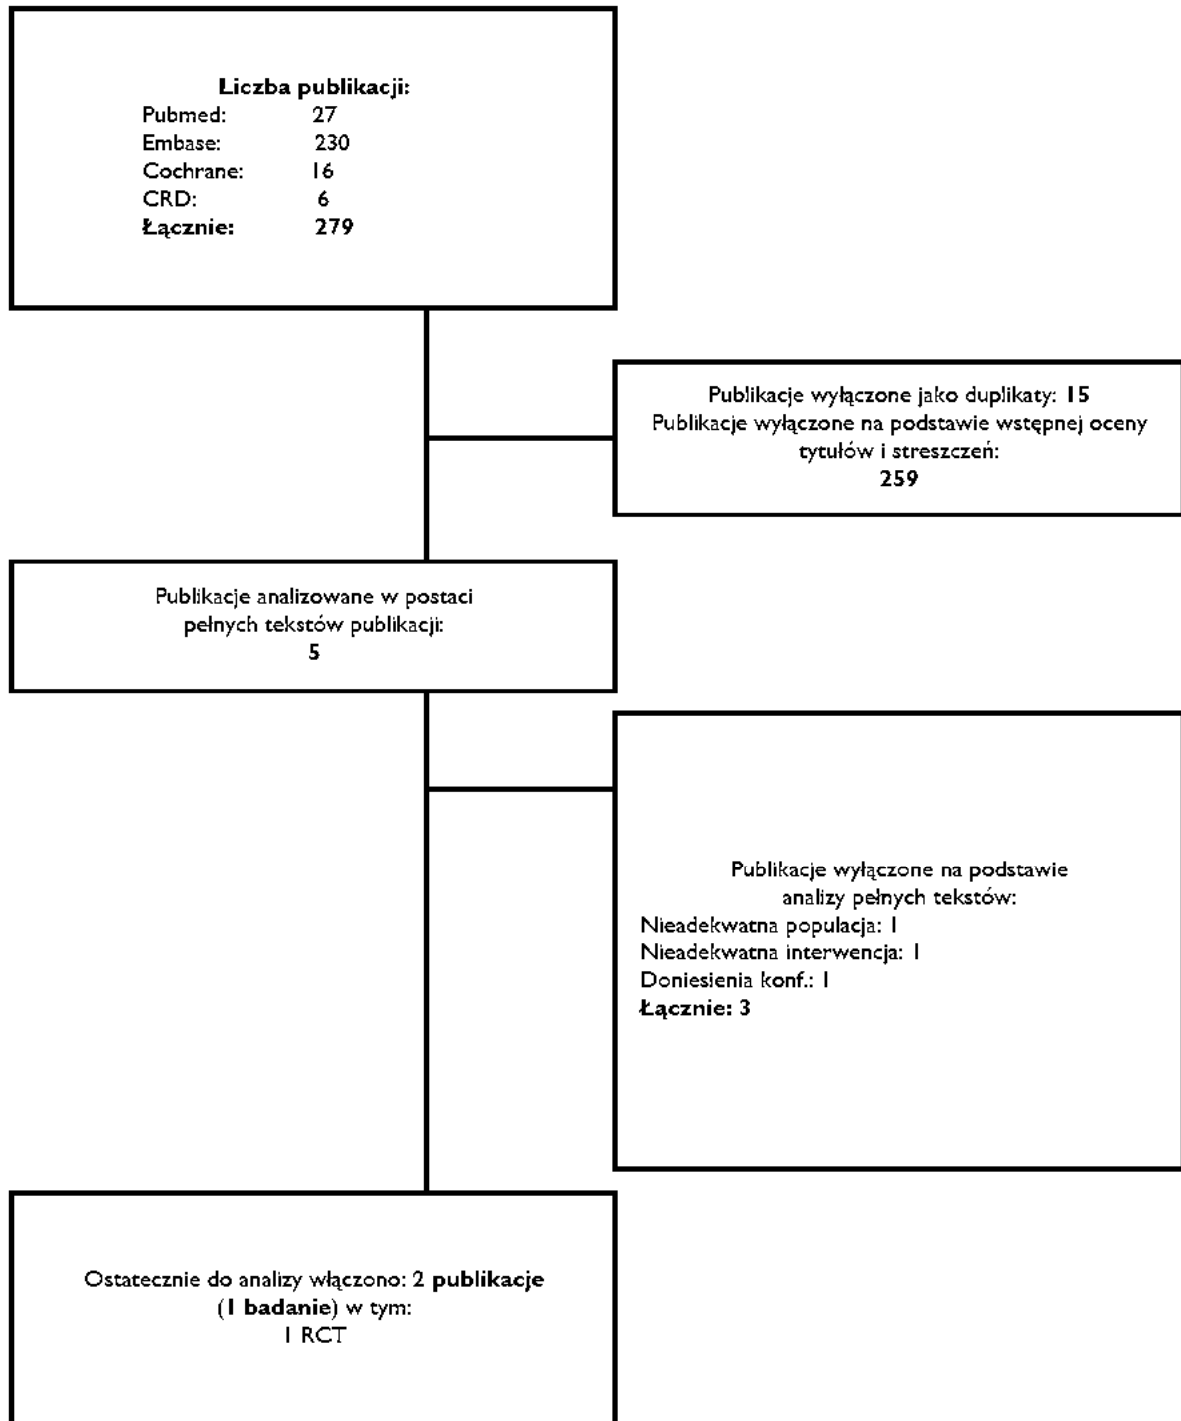 Liczba publikacji:
Pubmed: 27
Embase: 230
Cochrane: 16
CRD: 6
Łącznie: 279
Publikacje wyłączone jako duplikaty: 15
Publikacje wyłączone na podstawie wstępnej oceny
tytułów i streszczeń:
259
Publikacje analizowane w postaci
pełnych tekstów publikacji:
5
Publikacje wyłączone na podstawie
analizy pełnych tekstów:
Nieadekwatna populacja: 1
Nieadekwatna interwencja: 1
Doniesienia konf.: 1
Łącznie: 3
Ostatecznie do analizy włączono: 2 publikacje
(1 badanie) w tym:
1 RCT